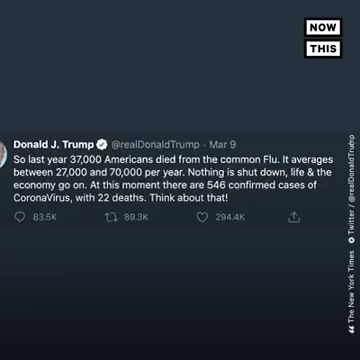 NOW
THIS
Donald J. Trump @realDonaldTrump · Mar 9
So last year 37,000 Americans died from the common Flu. It averages
between 27,000 and 70,000 per year. Nothing is shut down, life & the
economy go on. At this moment there are 546 confirmed cases of
CoronaVirus, with 22 deaths. Think about that!
83.5K 89.3K 294.4K
❝ The New York Times Twitter / @realDonaldTrump